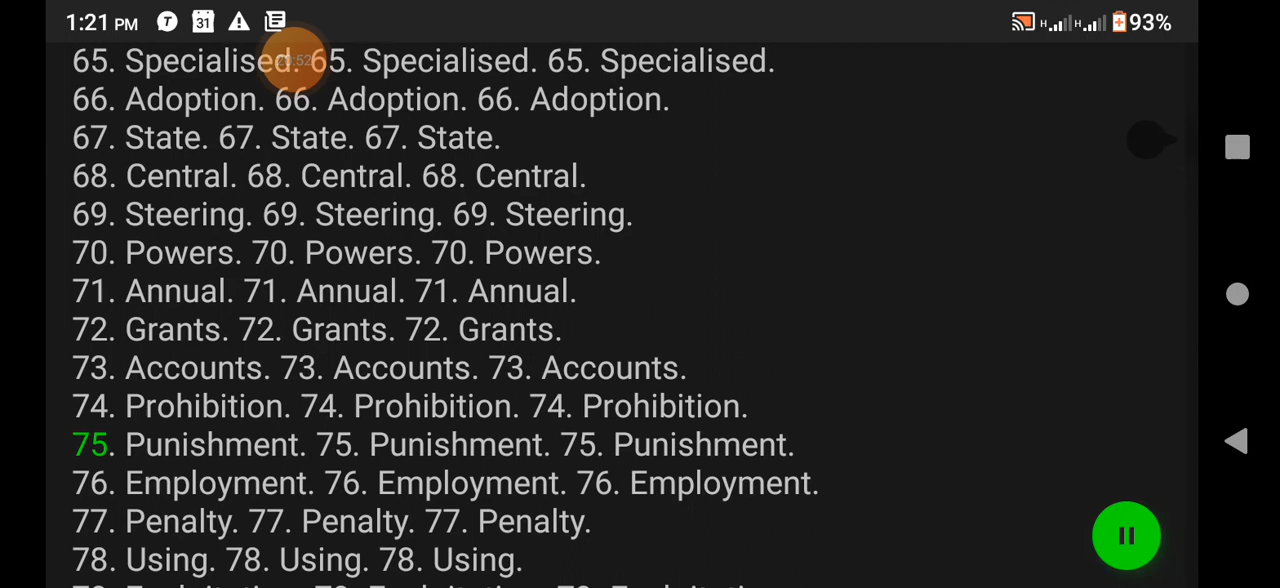 1:21 PM T 31 H H 93%
65. Specialised. 65. Specialised. 65. Specialised.
20:52
66. Adoption. 66. Adoption. 66. Adoption.
67. State. 67. State. 67. State.
68. Central. 68. Central. 68. Central.
69. Steering. 69. Steering. 69. Steering.
70. Powers. 70. Powers. 70. Powers.
71. Annual. 71. Annual. 71. Annual.
72. Grants. 72. Grants. 72. Grants.
73. Accounts. 73. Accounts. 73. Accounts.
74. Prohibition. 74. Prohibition. 74. Prohibition.
75. Punishment. 75. Punishment. 75. Punishment.
76. Employment. 76. Employment. 76. Employment.
77. Penalty. 77. Penalty. 77. Penalty.
78. Using. 78. Using. 78. Using.